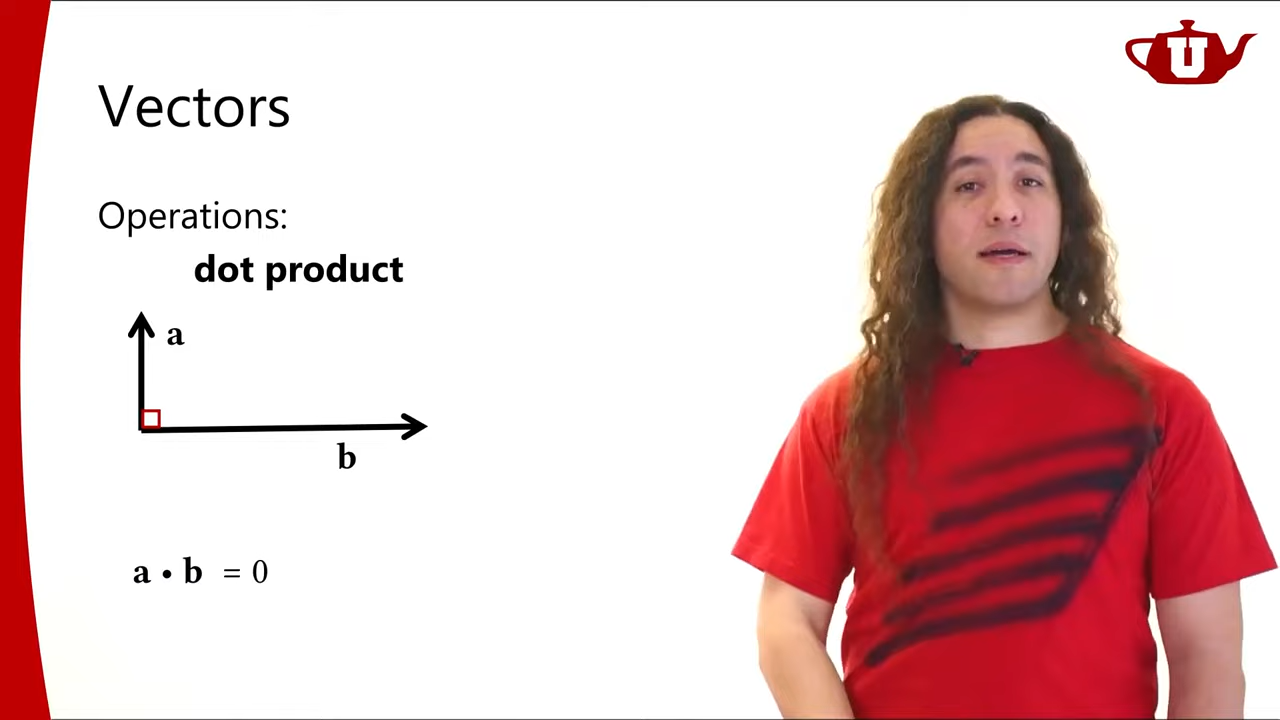 U
Vectors
Operations:
dot product
a
b
a • b = 0